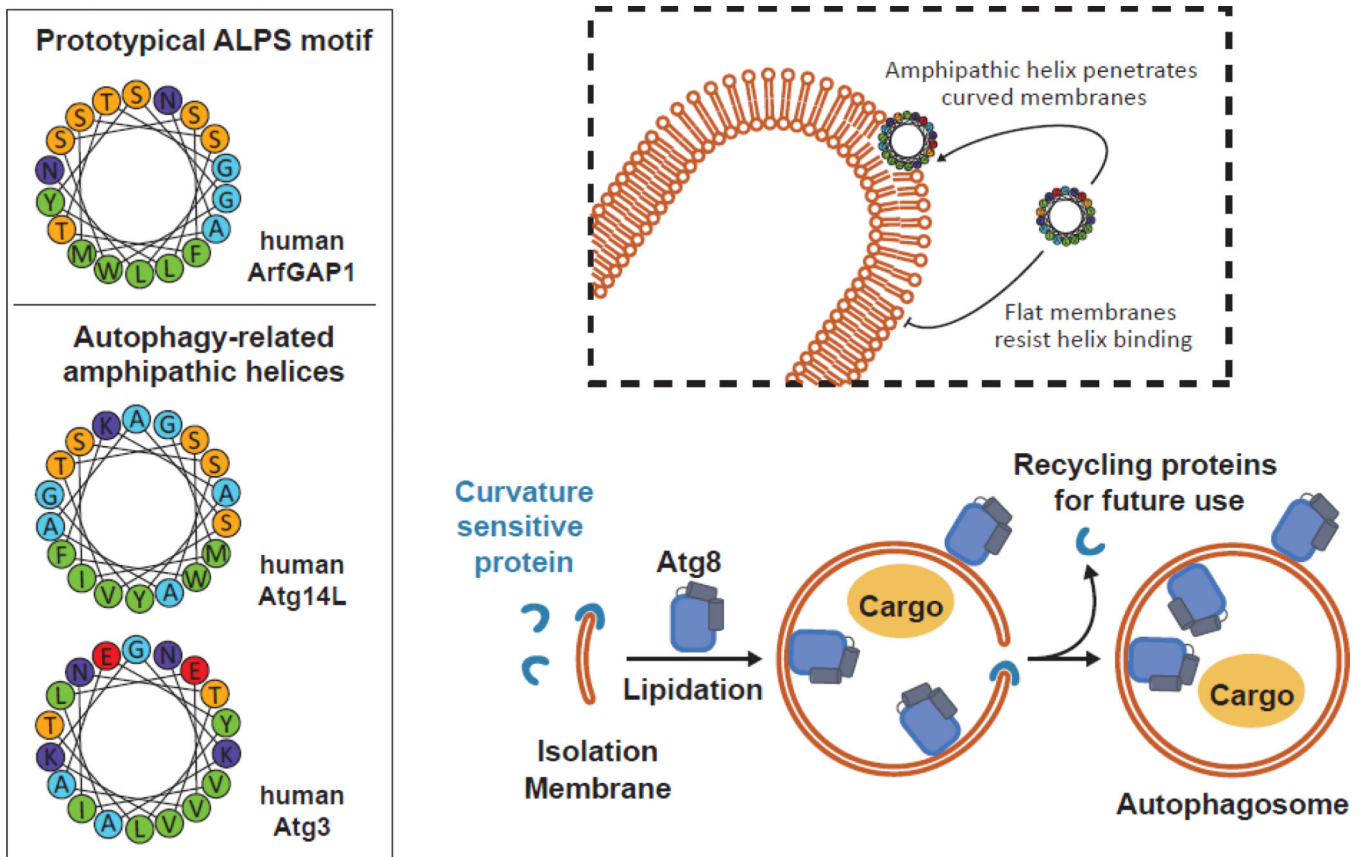 Prototypical ALPS motif
S
N
S
S
G
G
A
F
L
L
W
M
T
Y
N
S
S
T
human
ArfGAP1
Autophagy-related
amphipathic helices
A
G
S
S
A
S
M
W
A
Y
V
I
F
A
G
T
S
K
human
Atg14L
G
N
E
T
Y
K
V
V
V
L
A
I
A
K
T
L
N
E
human
Atg3
Amphipathic helix penetrates
curved membranes
Flat membranes
resist helix binding
Curvature
sensitive
protein
Atg8
Lipidation
Isolation
Membrane
Cargo
Recycling proteins
for future use
Cargo
Autophagosome